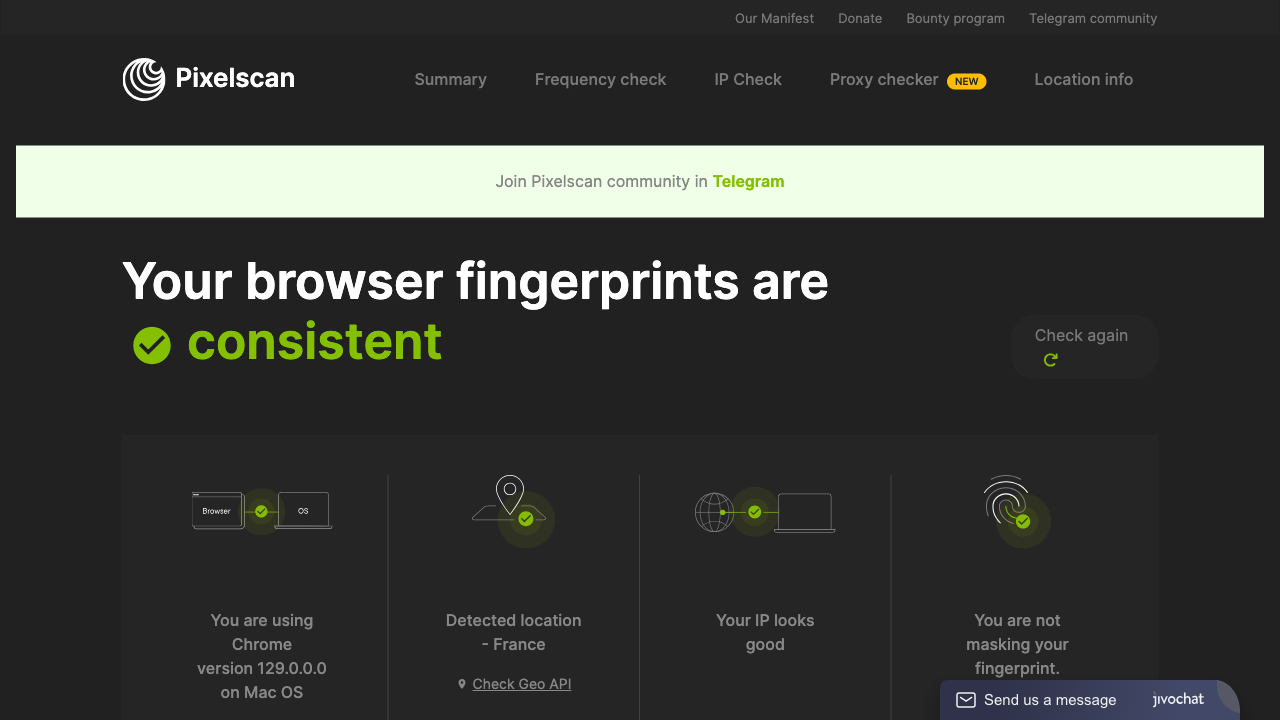 Our Manifest Donate Bounty program Telegram community
Pixelscan Summary Frequency check IP Check Proxy checker NEW Location info
Join Pixelscan community in Telegram
Your browser fingerprints are
consistent
Check again
Browser OS
You are using
Chrome
version 129.0.0.0
on Mac OS
Detected location
- France
Check Geo API
Your IP looks
good
You are not
masking your
fingerprint.
Send us a message jivochat